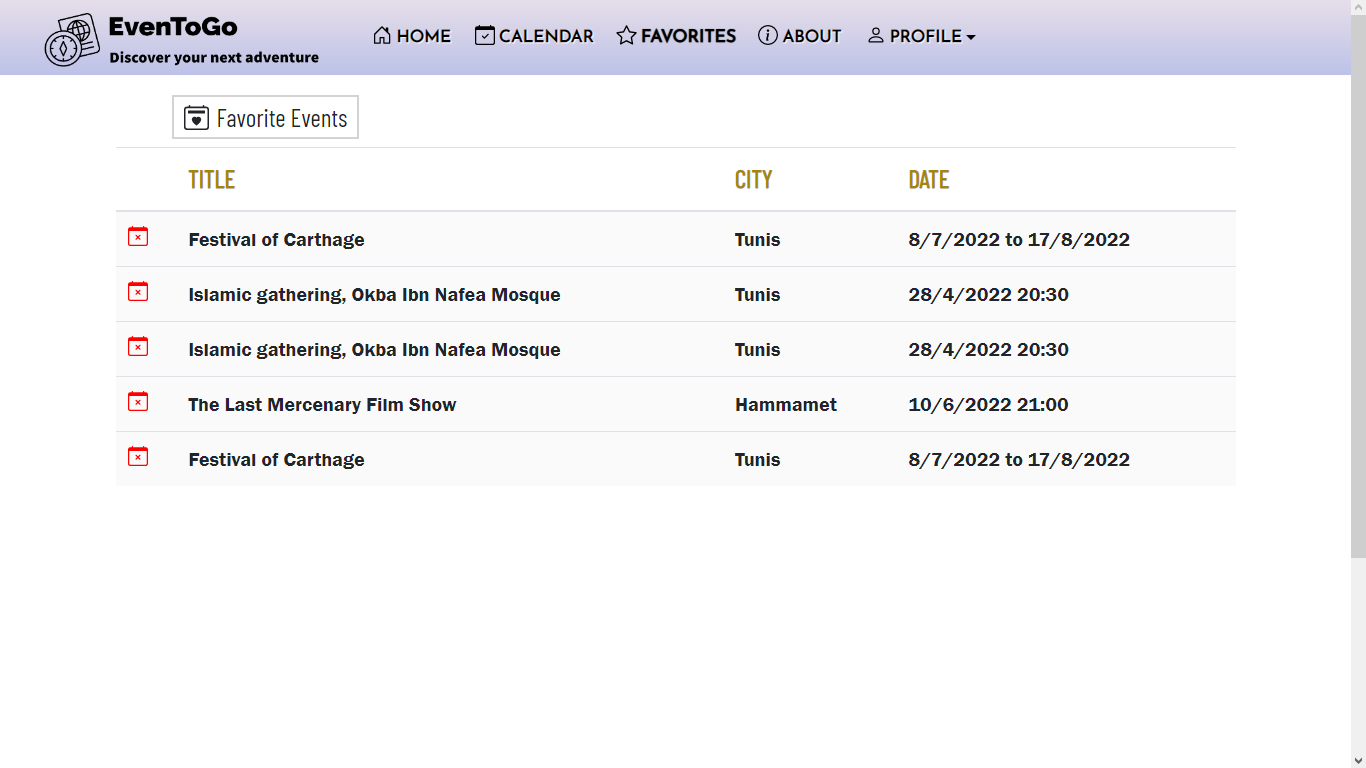 EvenToGo
Discover your next adventure
HOME CALENDAR FAVORITES ABOUT PROFILE
Favorite Events
TITLE CITY DATE
Festival of Carthage Tunis 8/7/2022 to 17/8/2022
Islamic gathering, Okba Ibn Nafea Mosque Tunis 28/4/2022 20:30
Islamic gathering, Okba Ibn Nafea Mosque Tunis 28/4/2022 20:30
The Last Mercenary Film Show Hammamet 10/6/2022 21:00
Festival of Carthage Tunis 8/7/2022 to 17/8/2022